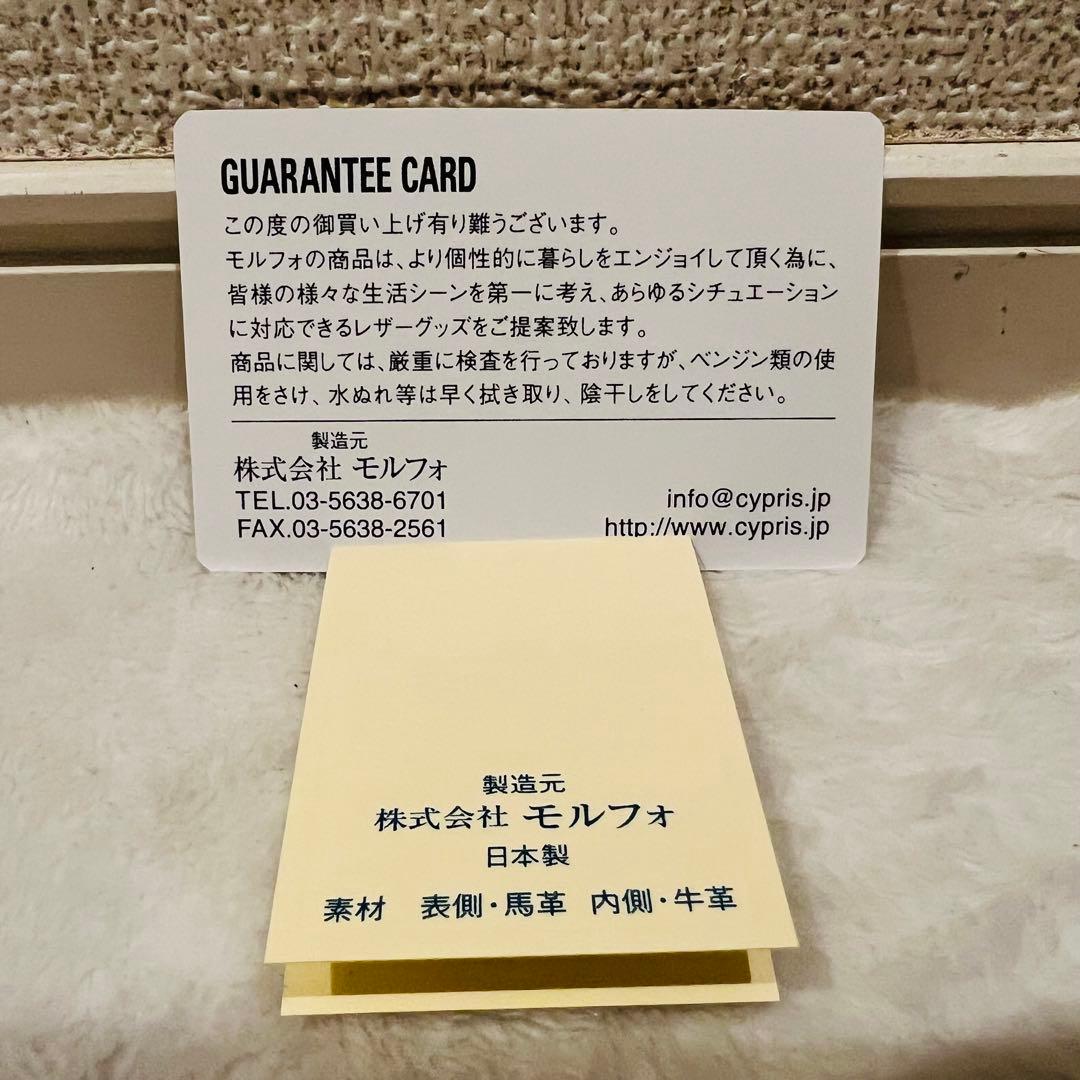 GUARANTEE CARD
この度の御買い上げ有り難うございます。
モルフォの商品は、より個性的に暮らしをエンジョイして頂く為に、
皆様の様々な生活シーンを第一に考え、あらゆるシチュエーション
に対応できるレザーグッズをご提案致します。
商品に関しては、厳重に検査を行っておりますが、ベンジン類の使
用をさけ、水ぬれ等は早く拭き取り、陰干しをしてください。
製造元
株式会社 モルフォ
TEL.03-5638-6701
FAX.03-5638-2561
info@cypris.jp
http://www.cypris.jp
製造元
株式会社 モルフォ
日本製
素材 表側・馬革 内側・牛革